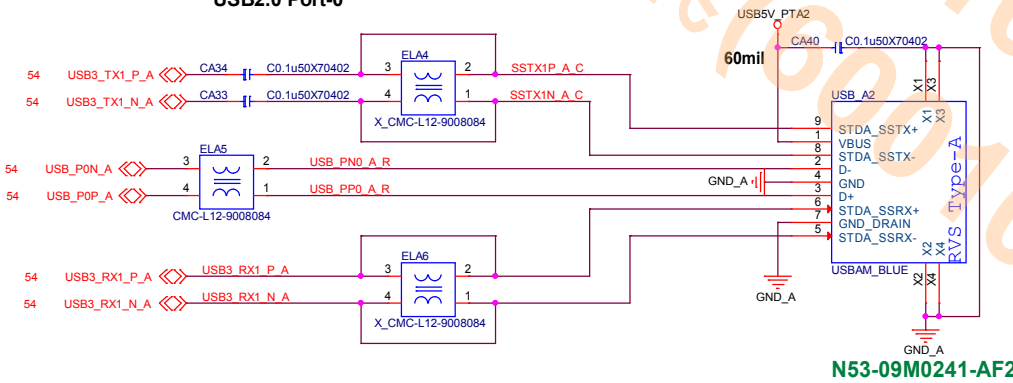 USB2.0 Port-0
USB5V_PTA2
CA40 C0.1u50X70402
60mil
ELA4
54 USB3_TX1_P_A CA34 C0.1u50X70402 3 2 SSTX1P_A_C
54 USB3_TX1_N_A CA33 C0.1u50X70402 4 1 SSTX1N_A_C
X_CMC-L12-9008084
ELA5
54 USB_P0N_A 3 2 USB_PN0_A_R
54 USB_P0P_A 4 1 USB_PP0_A_R
CMC-L12-9008084
ELA6
54 USB3_RX1_P_A USB3_RX1_P_A 3 2
54 USB3_RX1_N_A USB3_RX1_N_A 4 1
X_CMC-L12-9008084
X1 X3
USB_A2
X1 X3
9 STDA_SSTX+
1 VBUS
8 STDA_SSTX-
2 D-
GND_A 4 GND
3 D+
6 STDA_SSRX+
7 GND_DRAIN
5 STDA_SSRX-
RVS Type-A
X2 X4
USBAM_BLUE
X2 X4
GND_A
GND_A
N53-09M0241-AF2